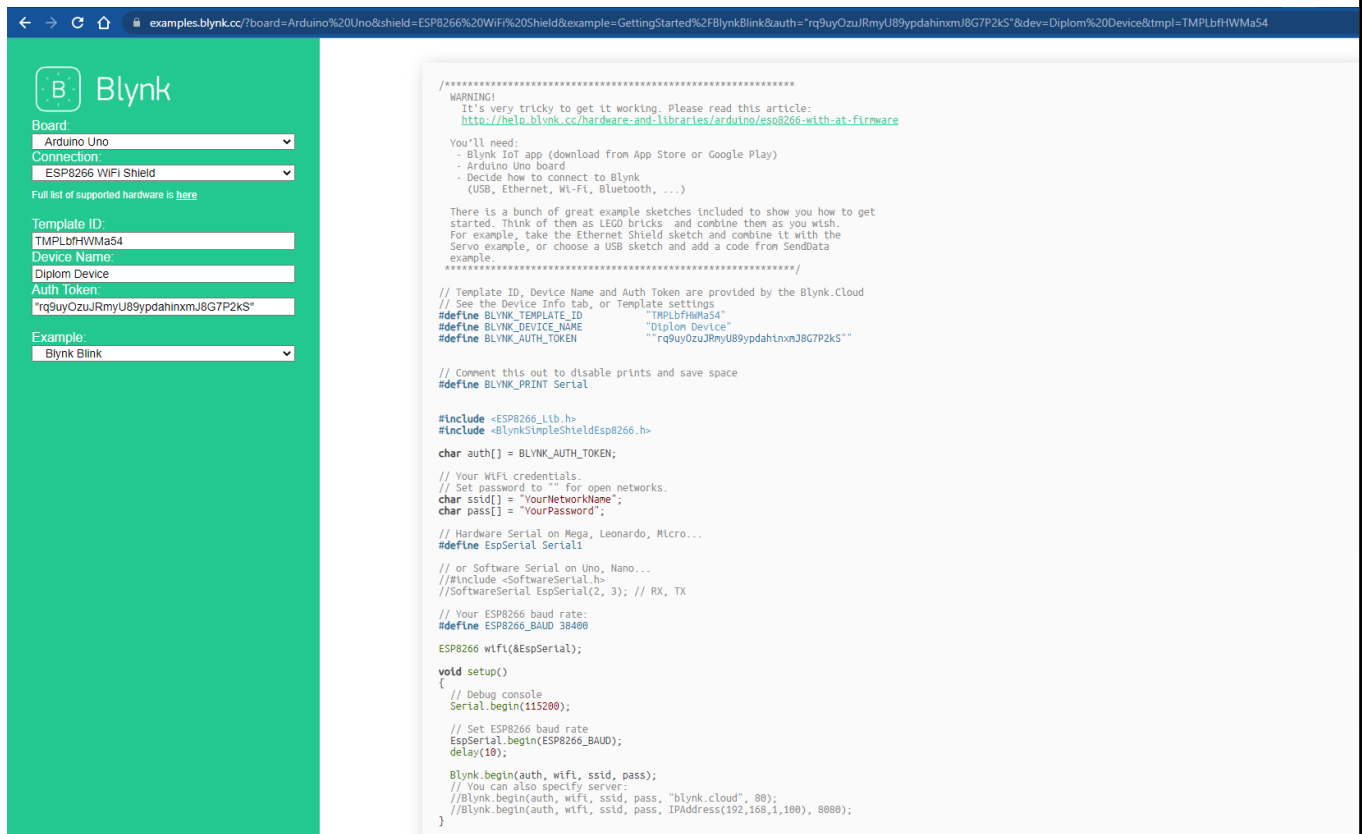 examples.blynk.cc/?board=Arduino%20Uno&shield=ESP8266%20WiFi%20Shield&example=GettingStarted%2FBlynkBlink&auth="rq9uyOzuJRmyU89ypdahinxmJ8G7P2kS"&dev=Diplom%20Device&tmpl=TMPLbfHWMa54
B Blynk
Board:
Arduino Uno
Connection:
ESP8266 WiFi Shield
Full list of supported hardware is here
Template ID:
TMPLbfHWMa54
Device Name:
Diplom Device
Auth Token:
"rq9uyOzuJRmyU89ypdahinxmJ8G7P2kS"
Example:
Blynk Blink
/*************************************************************
  WARNING!
    It's very tricky to get it working. Please read this article:
    http://help.blynk.cc/hardware-and-libraries/arduino/esp8266-with-at-firmware
  You'll need:
   - Blynk IoT app (download from App Store or Google Play)
   - Arduino Uno board
   - Decide how to connect to Blynk
     (USB, Ethernet, Wi-Fi, Bluetooth, ...)
  There is a bunch of great example sketches included to show you how to get
  started. Think of them as LEGO bricks  and combine them as you wish.
  For example, take the Ethernet Shield sketch and combine it with the
  Servo example, or choose a USB sketch and add a code from SendData
  example.
 *************************************************************/
// Template ID, Device Name and Auth Token are provided by the Blynk.Cloud
// See the Device Info tab, or Template settings
#define BLYNK_TEMPLATE_ID           "TMPLbfHWMa54"
#define BLYNK_DEVICE_NAME           "Diplom Device"
#define BLYNK_AUTH_TOKEN            ""rq9uyOzuJRmyU89ypdahinxmJ8G7P2kS""
// Comment this out to disable prints and save space
#define BLYNK_PRINT Serial
#include <ESP8266_Lib.h>
#include <BlynkSimpleShieldEsp8266.h>
char auth[] = BLYNK_AUTH_TOKEN;
// Your WiFi credentials.
// Set password to "" for open networks.
char ssid[] = "YourNetworkName";
char pass[] = "YourPassword";
// Hardware Serial on Mega, Leonardo, Micro...
#define EspSerial Serial1
// or Software Serial on Uno, Nano...
//#include <SoftwareSerial.h>
//SoftwareSerial EspSerial(2, 3); // RX, TX
// Your ESP8266 baud rate:
#define ESP8266_BAUD 38400
ESP8266 wifi(&EspSerial);
void setup()
{
  // Debug console
  Serial.begin(115200);
  // Set ESP8266 baud rate
  EspSerial.begin(ESP8266_BAUD);
  delay(10);
  Blynk.begin(auth, wifi, ssid, pass);
  // You can also specify server:
  //Blynk.begin(auth, wifi, ssid, pass, "blynk.cloud", 80);
  //Blynk.begin(auth, wifi, ssid, pass, IPAddress(192,168,1,100), 8080);
}